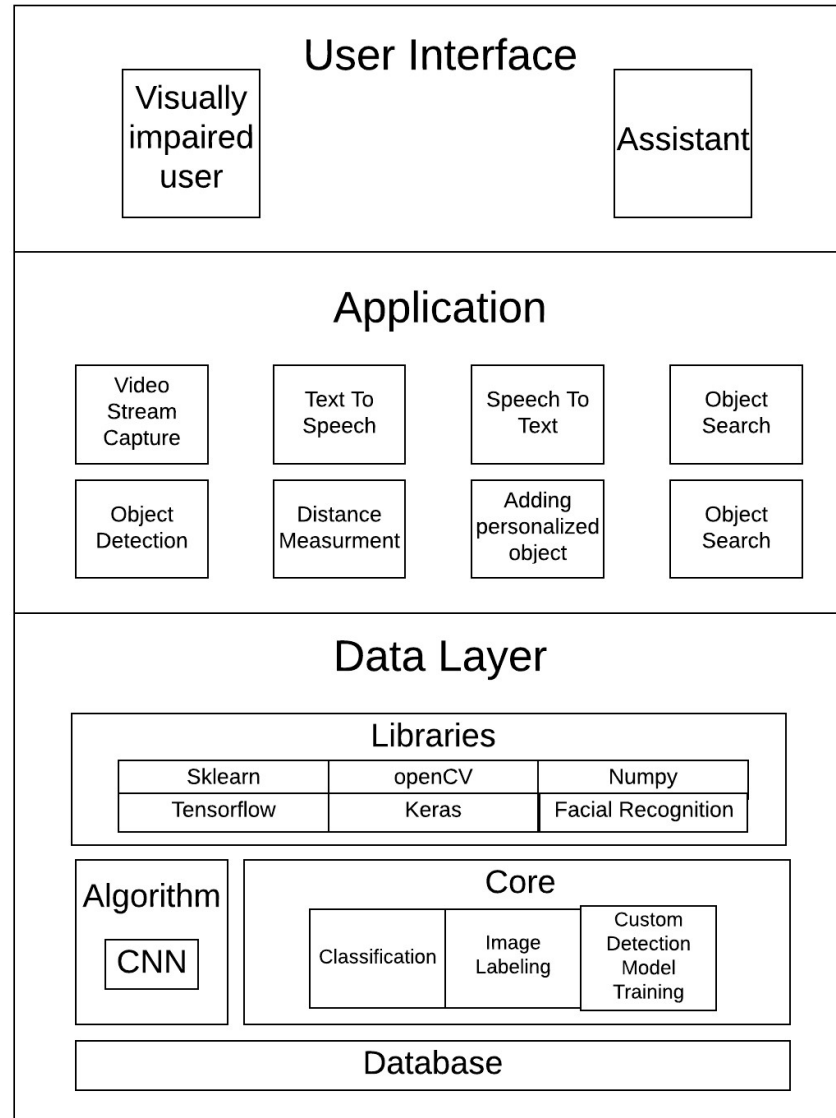 User Interface
Visually
impaired
user
Assistant
Application
Video
Stream
Capture
Text To
Speech
Speech To
Text
Object
Search
Object
Detection
Distance
Measurment
Adding
personalized
object
Object
Search
Data Layer
Libraries
Sklearn
openCV
Numpy
Tensorflow
Keras
Facial Recognition
Algorithm
CNN
Core
Classification
Image
Labeling
Custom
Detection
Model
Training
Database